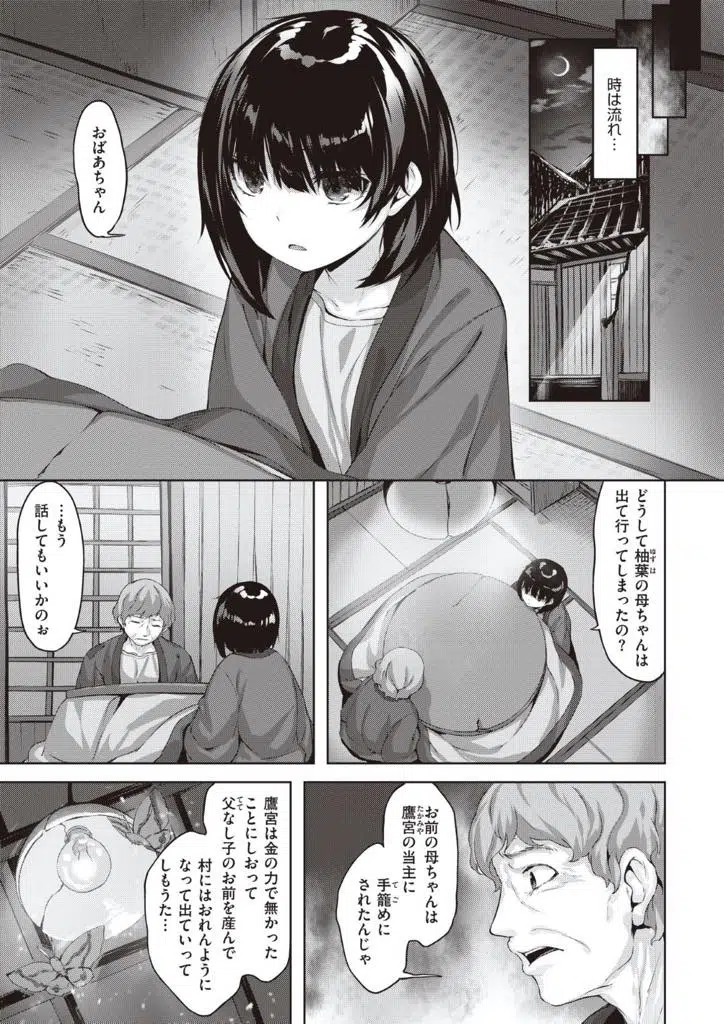 時は流れ…
おばあちゃん
どうして柚葉の母ちゃんは
出て行ってしまったの？
…もう
話してもいいかのぉ
お前の母ちゃんは
鷹宮の当主に
手籠めに
されたんじゃ
鷹宮は金の力で無かった
ことにしおって
父なし子のお前を産んで
村にはおれんように
なって出ていって
しもうた…